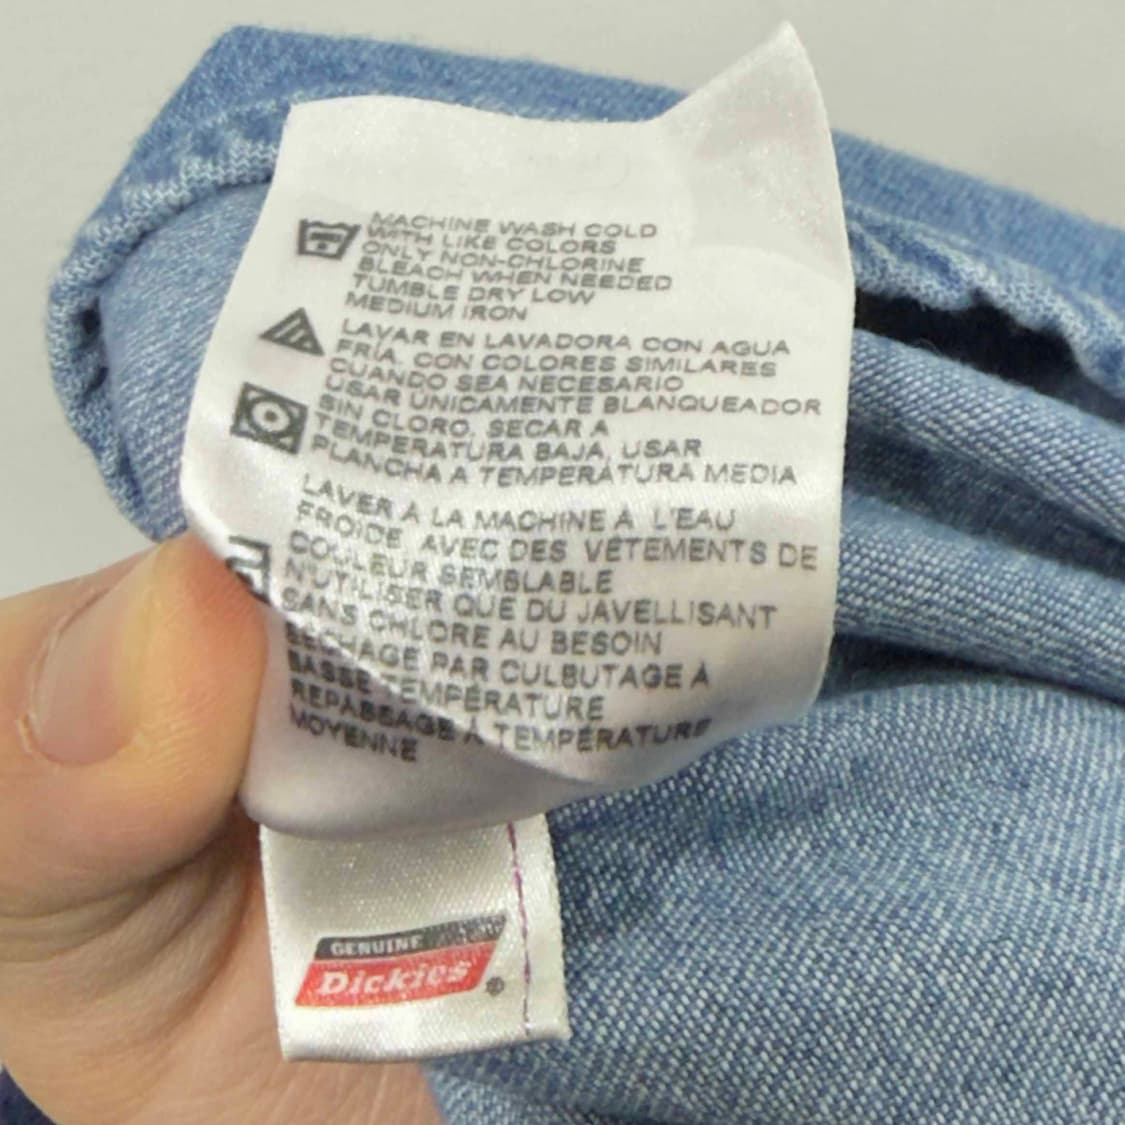 MACHINE WASH COLD
WITH LIKE COLORS
ONLY NON-CHLORINE
BLEACH WHEN NEEDED
TUMBLE DRY LOW
MEDIUM IRON
LAVAR EN LAVADORA CON AGUA
FRÍA, CON COLORES SIMILARES
CUANDO SEA NECESARIO
USAR ÚNICAMENTE BLANQUEADOR
SIN CLORO, SECAR A
TEMPERATURA BAJA, USAR
PLANCHA A TEMPERATURA MEDIA
LAVER À LA MACHINE À L'EAU
FROIDE AVEC DES VÊTEMENTS DE
COULEUR SEMBLABLE
N'UTILISER QUE DU JAVELLISANT
SANS CHLORE AU BESOIN
SÉCHAGE PAR CULBUTAGE À
BASSE TEMPÉRATURE
REPASSAGE À TEMPÉRATURE
MOYENNE
GENUINE
Dickies®